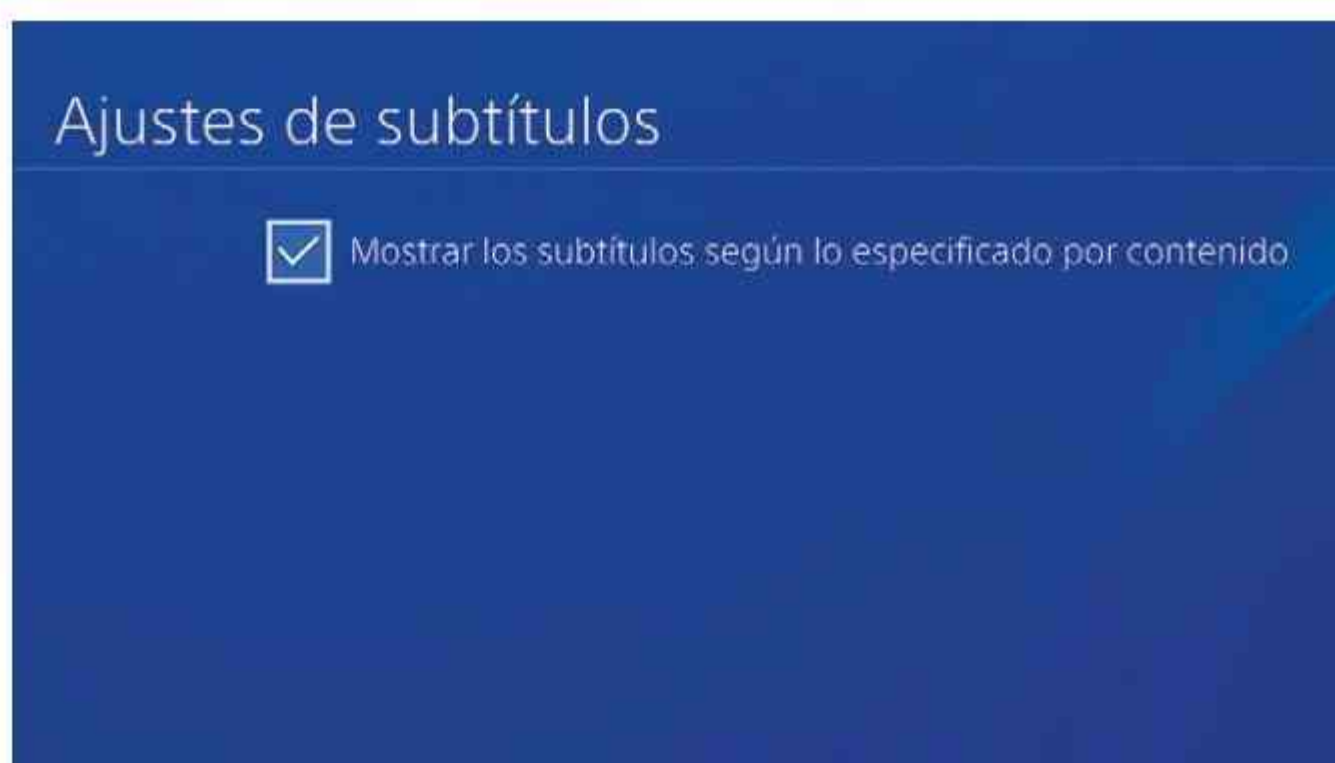 Ajustes de subtítulos
Mostrar los subtítulos según lo especificado por contenido